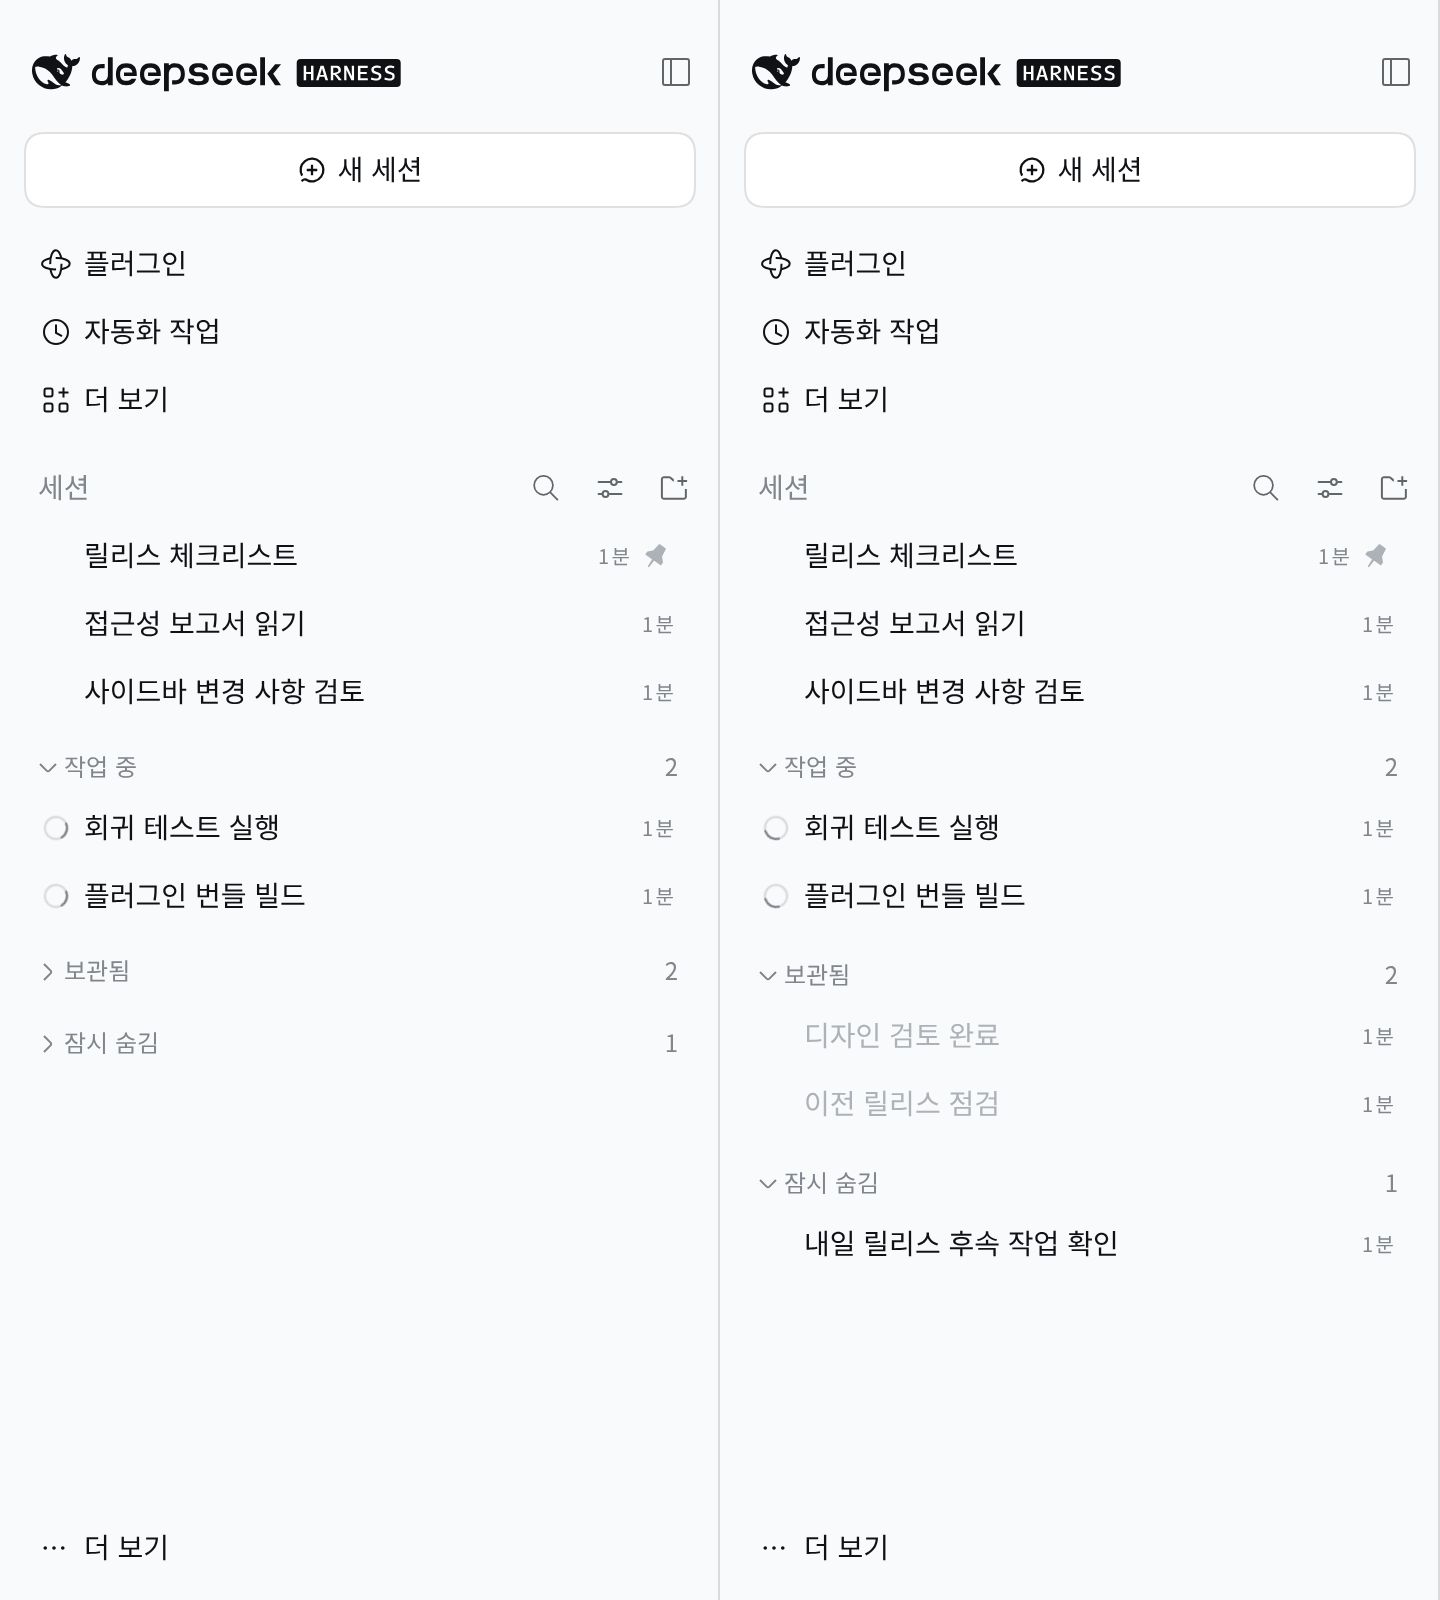 deepseek HARNESS
새 세션
플러그인
자동화 작업
더 보기
세션
릴리스 체크리스트 1분
접근성 보고서 읽기 1분
사이드바 변경 사항 검토 1분
작업 중 2
회귀 테스트 실행 1분
플러그인 번들 빌드 1분
보관됨 2
잠시 숨김 1
더 보기
deepseek HARNESS
새 세션
플러그인
자동화 작업
더 보기
세션
릴리스 체크리스트 1분
접근성 보고서 읽기 1분
사이드바 변경 사항 검토 1분
작업 중 2
회귀 테스트 실행 1분
플러그인 번들 빌드 1분
보관됨 2
디자인 검토 완료 1분
이전 릴리스 점검 1분
잠시 숨김 1
내일 릴리스 후속 작업 확인 1분
더 보기